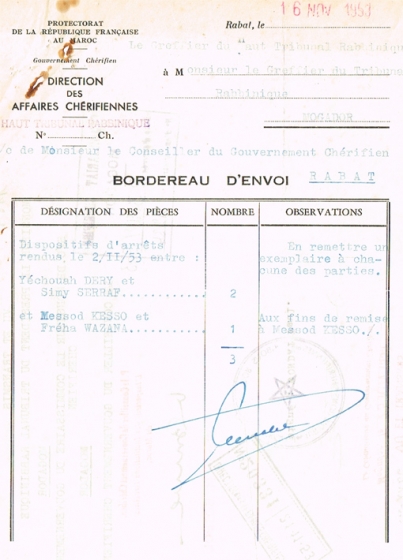 PROTECTORAT
DE LA RÉPUBLIQUE FRANÇAISE
AU MAROC
Gouvernement Chérifien
DIRECTION
DES
AFFAIRES CHÉRIFIENNES
HAUT TRIBUNAL RABBINIQUE
N° Ch.
Rabat, le 16 NOV 1953
Le Greffier du Haut Tribunal Rabbinique
à Monsieur le Greffier du Tribunal
Rabbinique
MOGADOR
c de Monsieur le Conseiller du Gouvernement Chérifien
RABAT
BORDEREAU D'ENVOI
DÉSIGNATION DES PIÈCES NOMBRE OBSERVATIONS
Dispositifs d'arrêts En remettre un
rendus le 2/II/53 entre : exemplaire à cha-
cune des parties.
Yéchouah DERY et
Simy SERRAF........... 2
et Messod KESSO et Aux fins de remise
Fréha WAZANA.......... 1 à Messod KESSO./.
3